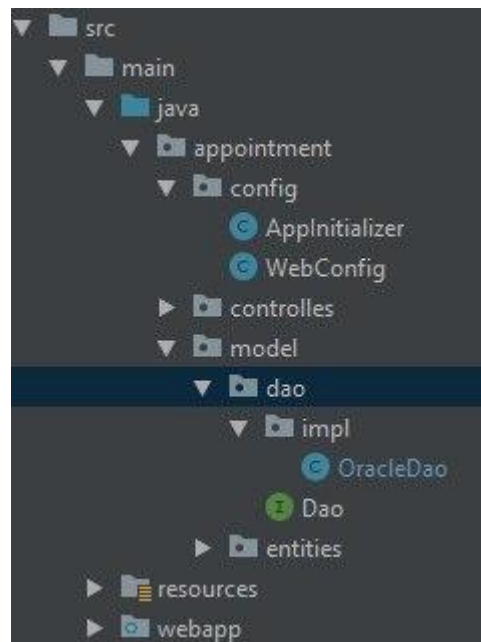 src
main
java
appointment
config
AppInitializer
WebConfig
controlles
model
dao
impl
OracleDao
Dao
entities
resources
webapp